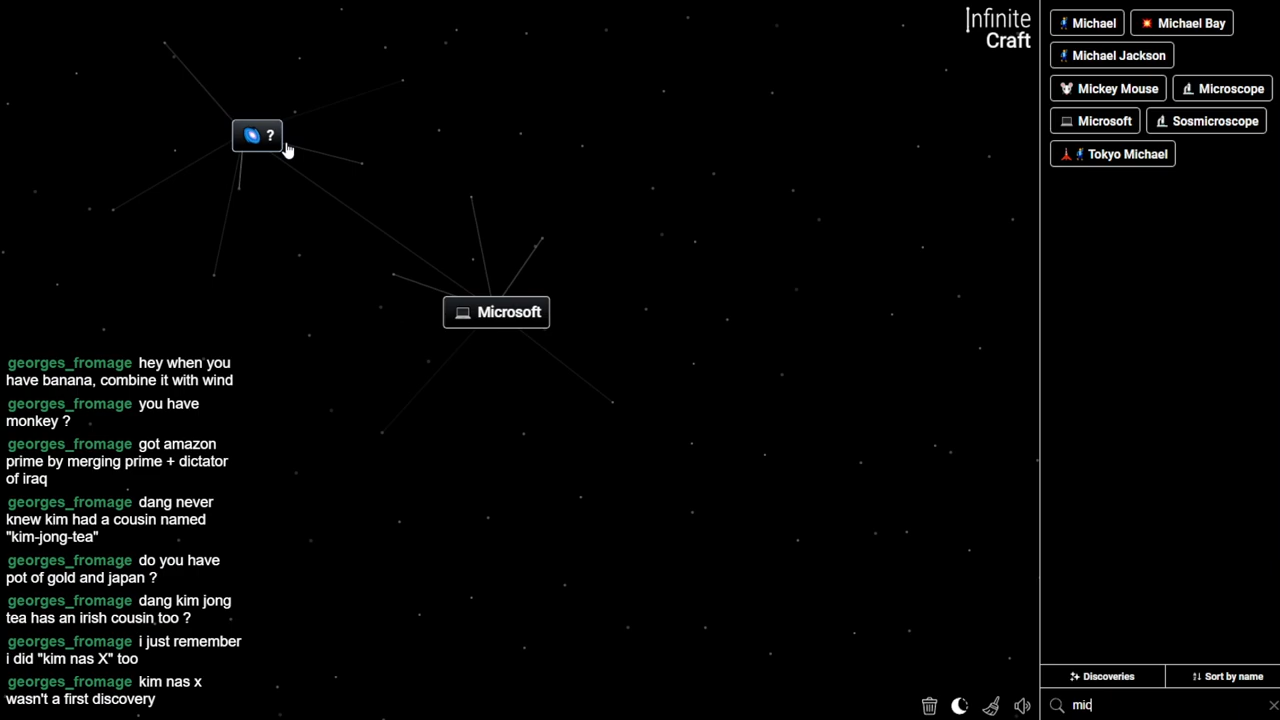 Infinite
Craft
?
Microsoft
georges_fromage hey when you
have banana, combine it with wind
georges_fromage you have
monkey ?
georges_fromage got amazon
prime by merging prime + dictator
of iraq
georges_fromage dang never
knew kim had a cousin named
"kim-jong-tea"
georges_fromage do you have
pot of gold and japan ?
georges_fromage dang kim jong
tea has an irish cousin too ?
georges_fromage i just remember
i did "kim nas X" too
georges_fromage kim nas x
wasn't a first discovery
Michael Michael Bay
Michael Jackson
Mickey Mouse Microscope
Microsoft Sosmicroscope
Tokyo Michael
Discoveries Sort by name
mic